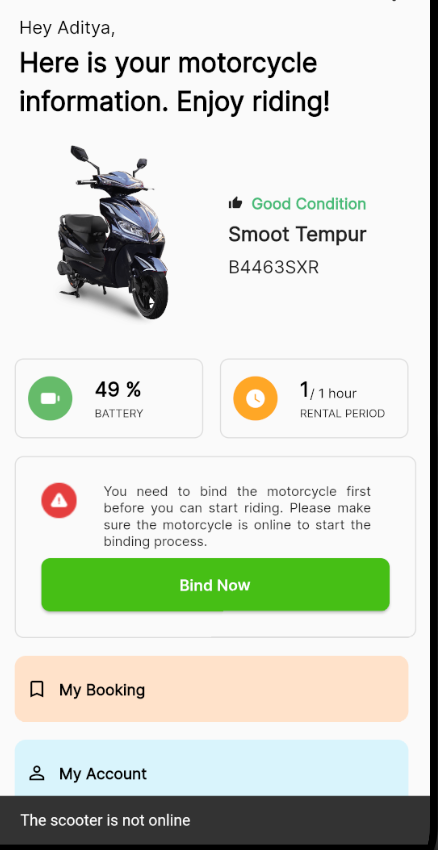 Hey Aditya,
Here is your motorcycle
information. Enjoy riding!
Good Condition
Smoot Tempur
B4463SXR
49 %
BATTERY
1/ 1 hour
RENTAL PERIOD
You need to bind the motorcycle first
before you can start riding. Please make
sure the motorcycle is online to start the
binding process.
Bind Now
My Booking
My Account
The scooter is not online